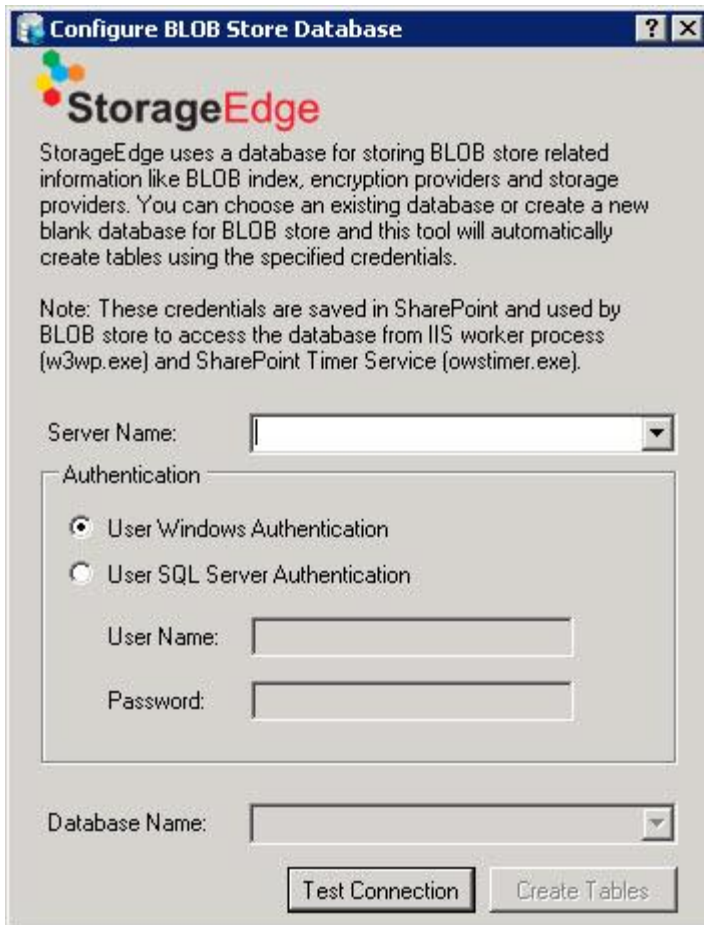 Configure BLOB Store Database
StorageEdge
StorageEdge uses a database for storing BLOB store related
information like BLOB index, encryption providers and storage
providers. You can choose an existing database or create a new
blank database for BLOB store and this tool will automatically
create tables using the specified credentials.
Note: These credentials are saved in SharePoint and used by
BLOB store to access the database from IIS worker process
(w3wp.exe) and SharePoint Timer Service (owstimer.exe).
Server Name:
Authentication
User Windows Authentication
User SQL Server Authentication
User Name:
Password:
Database Name:
Test Connection Create Tables